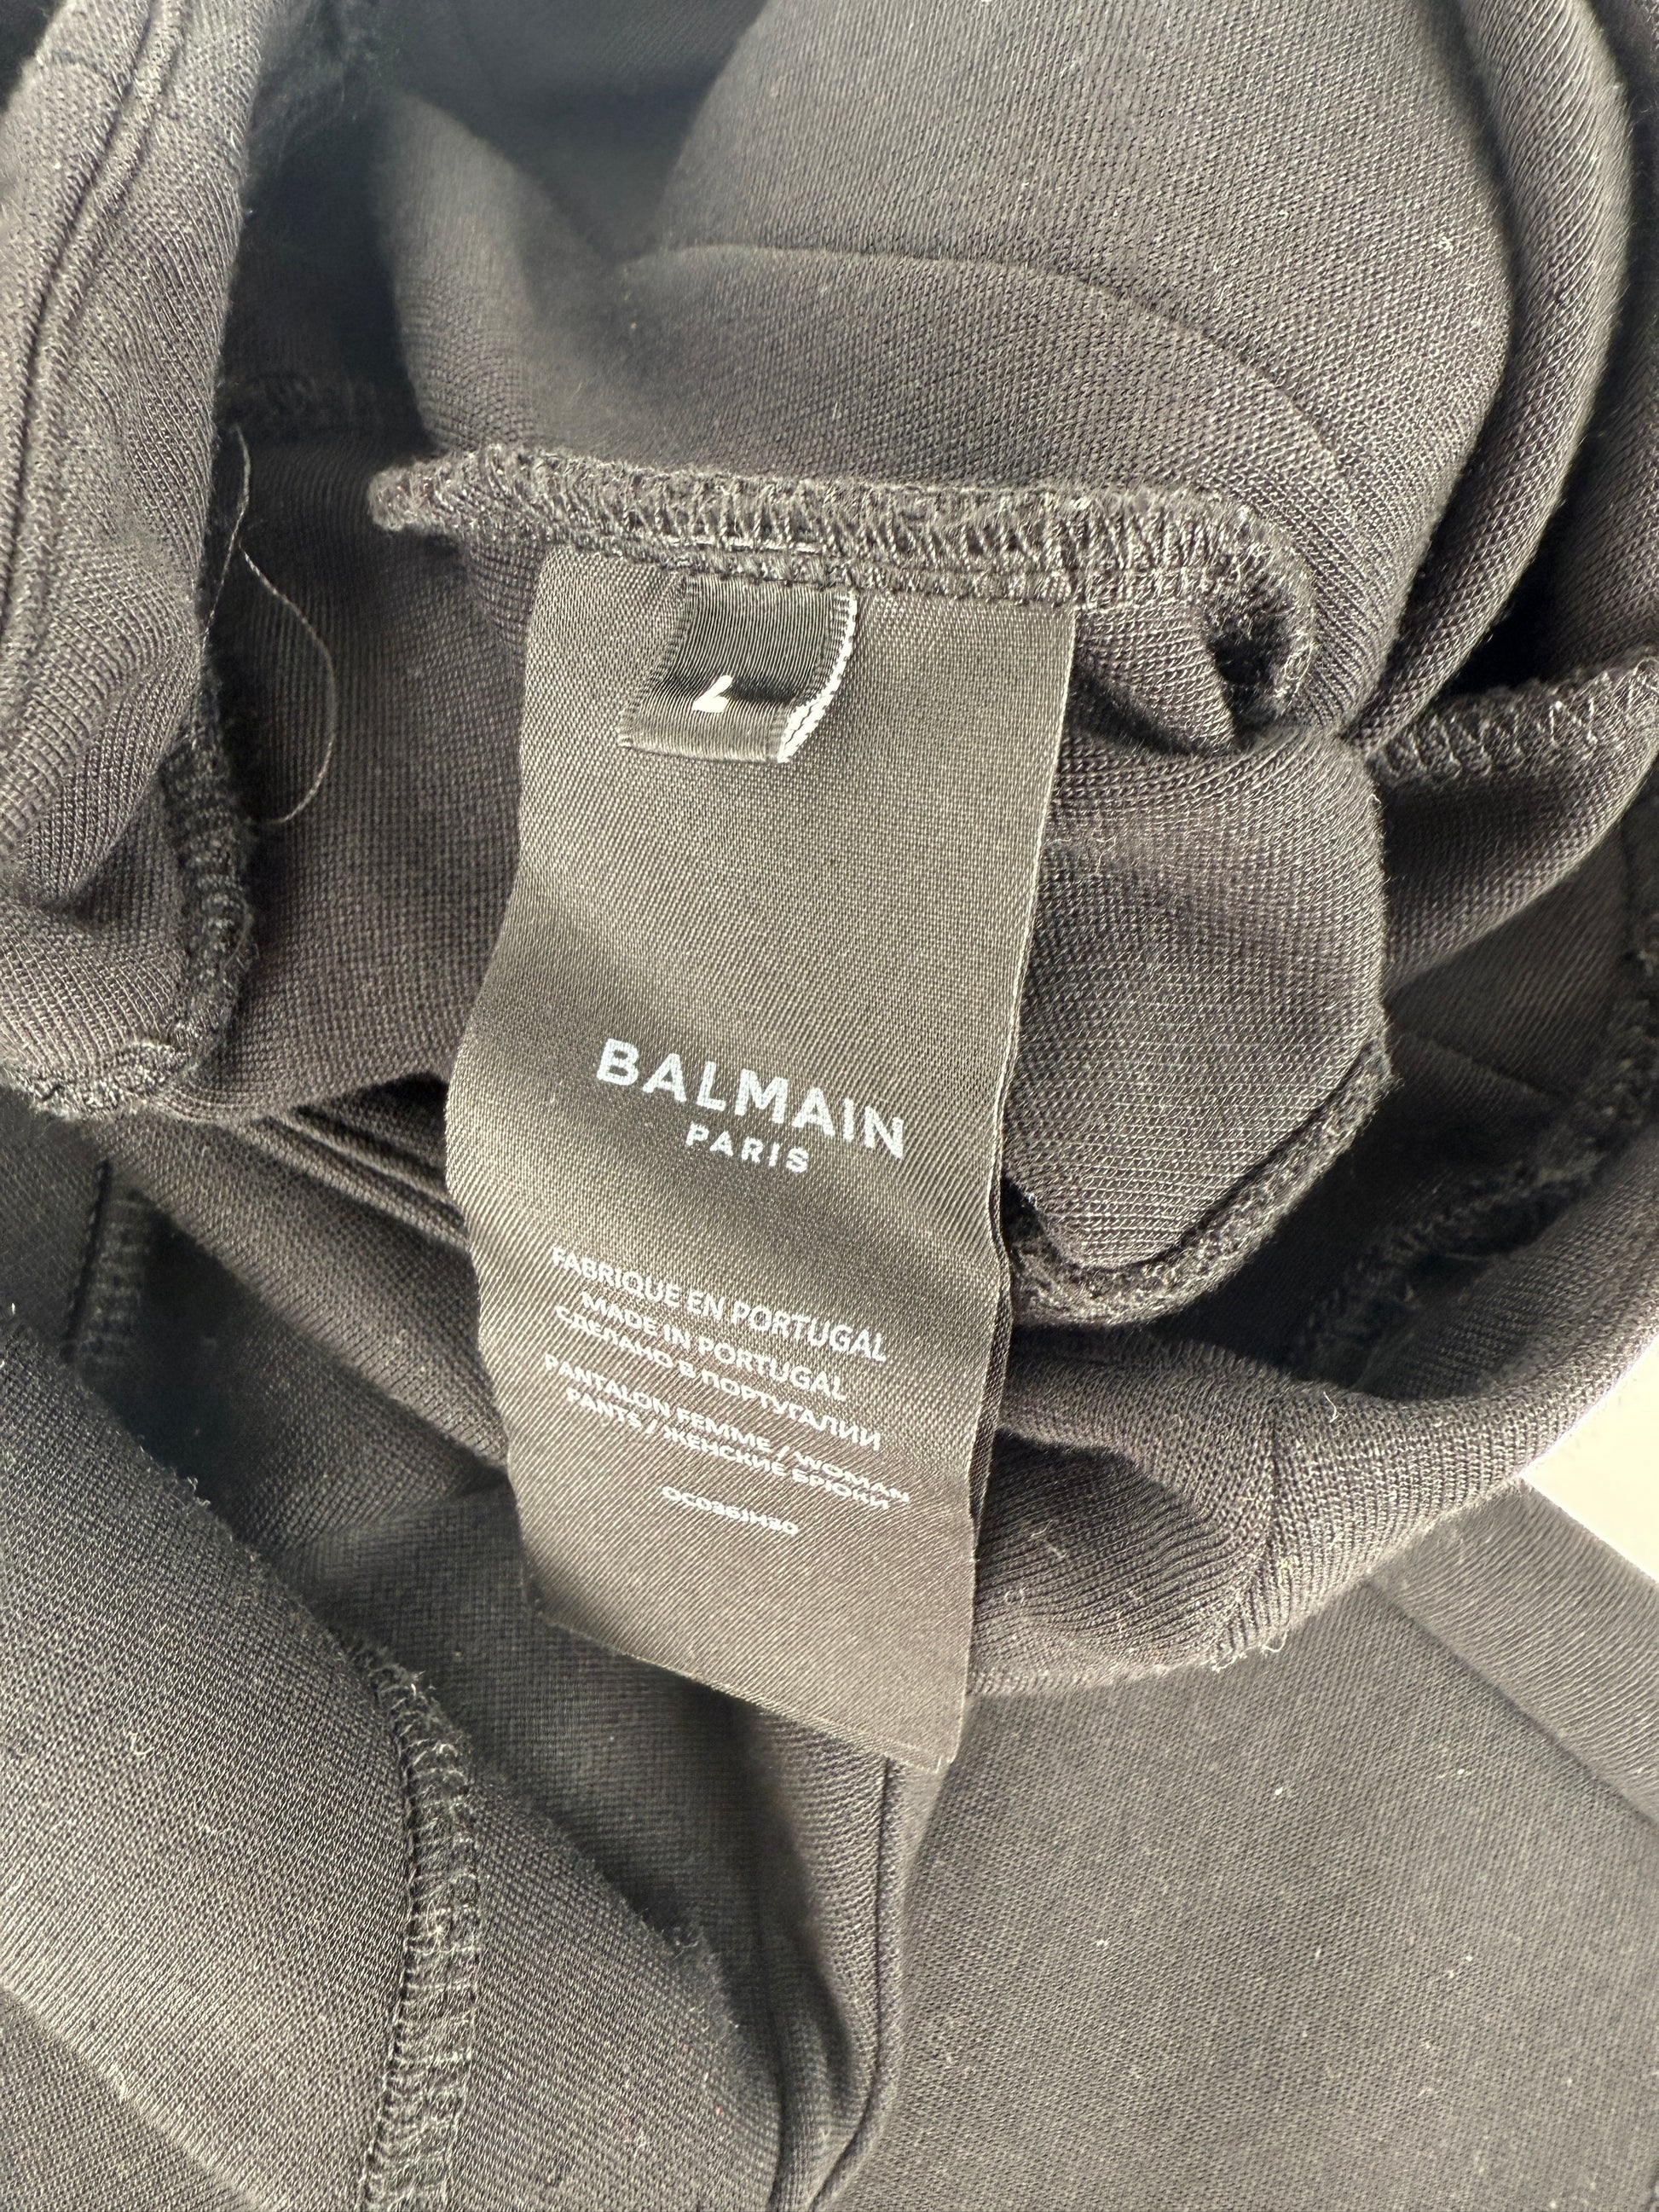 BALMAIN
PARIS
FABRIQUE EN PORTUGAL
MADE IN PORTUGAL
СДЕЛАНО В ПОРТУГАЛИИ
PANTALON FEMME / WOMAN
PANTS / ЖЕНСКИЕ БРЮКИ